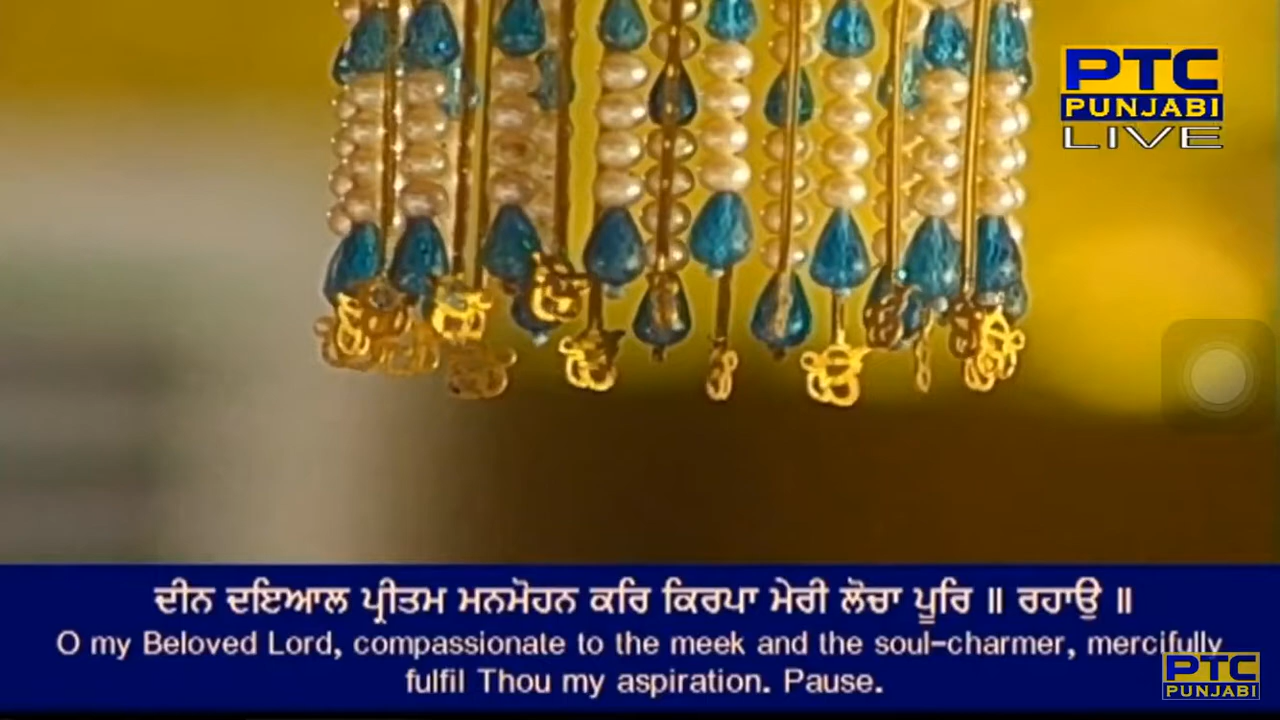 PTC
PUNJABI
LIVE
ਦੀਨ ਦਇਆਲ ਪ੍ਰੀਤਮ ਮਨਮੋਹਨ ਕਰਿ ਕਿਰਪਾ ਮੇਰੀ ਲੋਚਾ ਪੂਰਿ ॥ ਰਹਾਉ ॥
O my Beloved Lord, compassionate to the meek and the soul-charmer, mercifully
fulfil Thou my aspiration. Pause.
PTC
PUNJABI